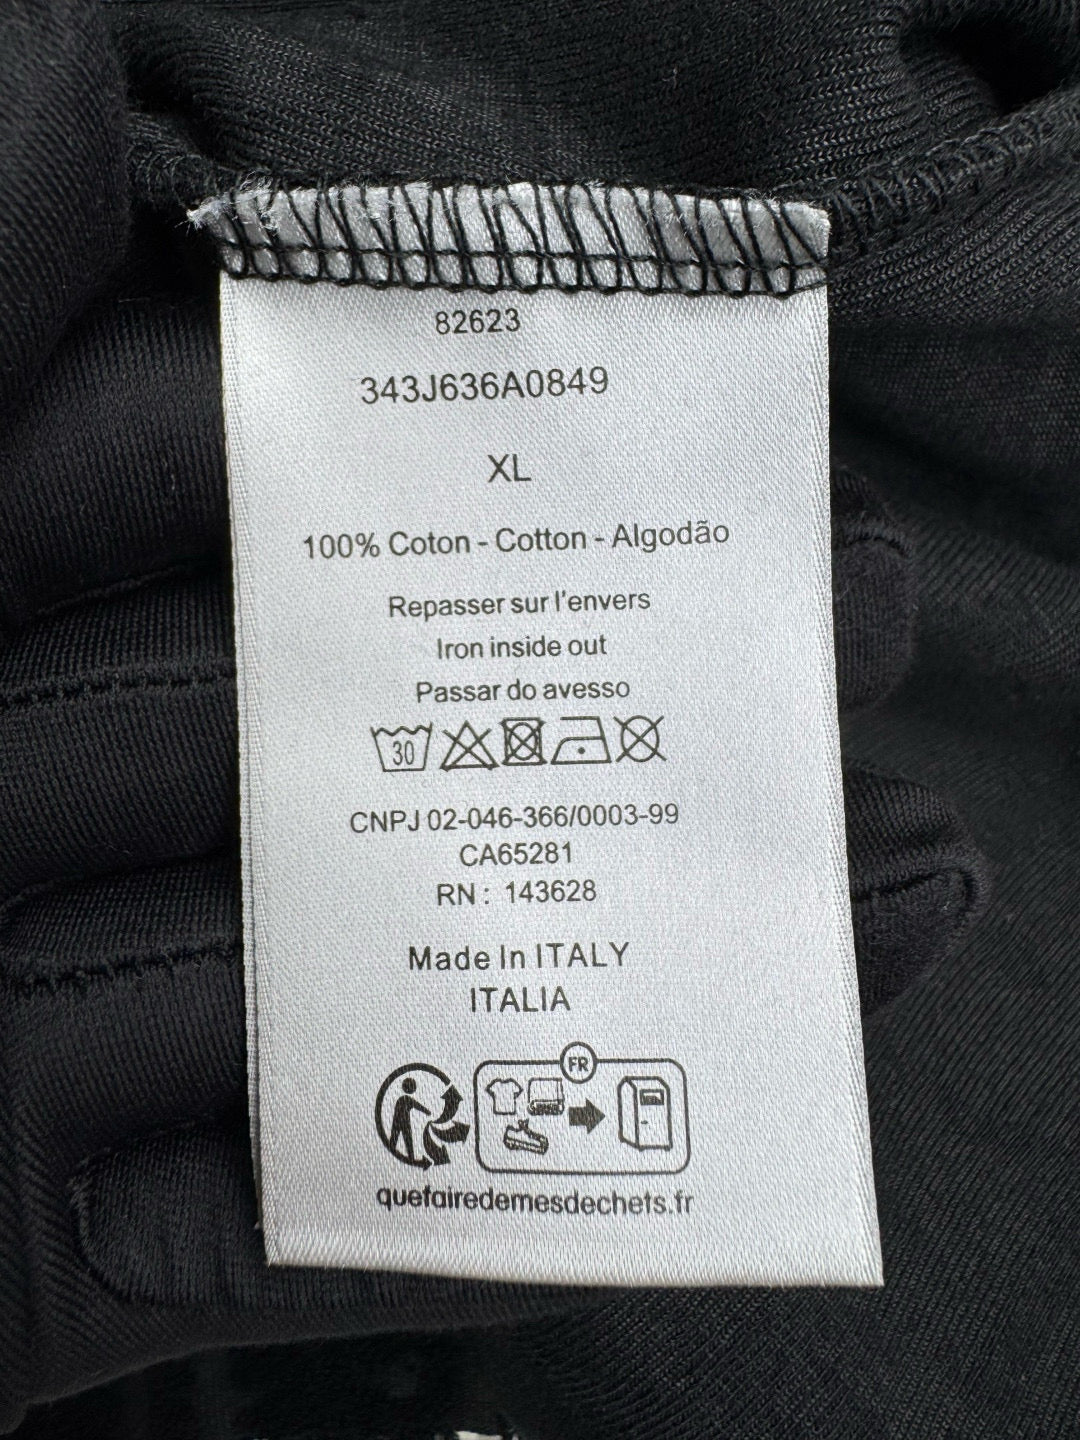 82623
343J636A0849
XL
100% Coton - Cotton - Algodão
Repasser sur l'envers
Iron inside out
Passar do avesso
30
CNPJ 02-046-366/0003-99
CA65281
RN : 143628
Made In ITALY
ITALIA
FR
quefairedemesdechets.fr